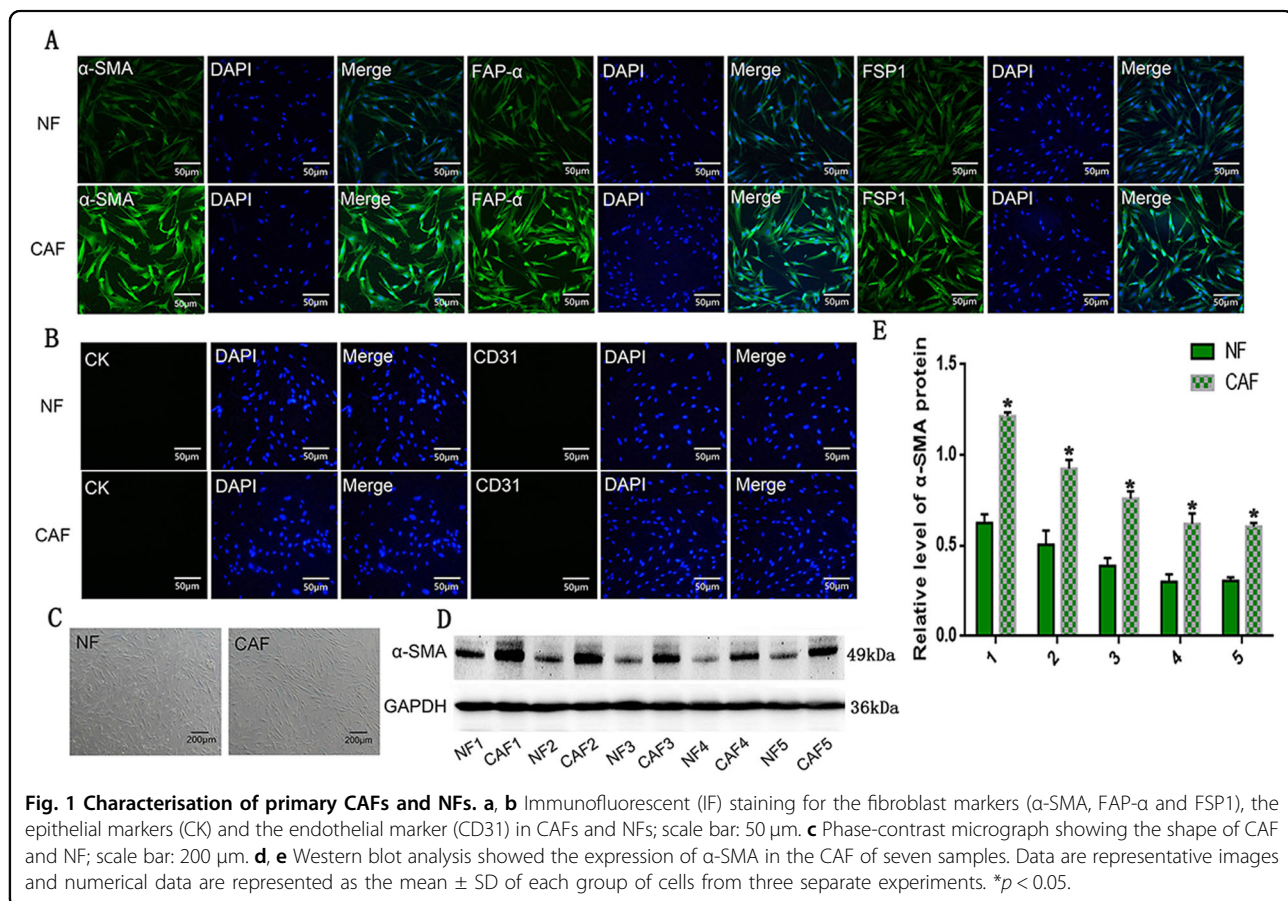 A
α-SMA DAPI Merge FAP-α DAPI Merge FSP1 DAPI Merge
NF
50μm 50μm 50μm 50μm 50μm 50μm 50μm 50μm 50μm
α-SMA DAPI Merge FAP-α DAPI Merge FSP1 DAPI Merge
CAF
50μm 50μm 50μm 50μm 50μm 50μm 50μm 50μm 50μm
B
CK DAPI Merge CD31 DAPI Merge
NF
50μm 50μm 50μm 50μm 50μm 50μm
CK DAPI Merge CD31 DAPI Merge
CAF
50μm 50μm 50μm 50μm 50μm 50μm
E
NF
CAF
Relative level of α-SMA protein
1.5
1.0
0.5
0.0
* * * * *
1 2 3 4 5
C
NF CAF
200μm 200μm
D
α-SMA 49kDa
GAPDH 36kDa
NF1 CAF1 NF2 CAF2 NF3 CAF3 NF4 CAF4 NF5 CAF5
Fig. 1 Characterisation of primary CAFs and NFs. a, b Immunofluorescent (IF) staining for the fibroblast markers (α-SMA, FAP-α and FSP1), the
epithelial markers (CK) and the endothelial marker (CD31) in CAFs and NFs; scale bar: 50 μm. c Phase-contrast micrograph showing the shape of CAF
and NF; scale bar: 200 μm. d, e Western blot analysis showed the expression of α-SMA in the CAF of seven samples. Data are representative images
and numerical data are represented as the mean ± SD of each group of cells from three separate experiments. *p < 0.05.